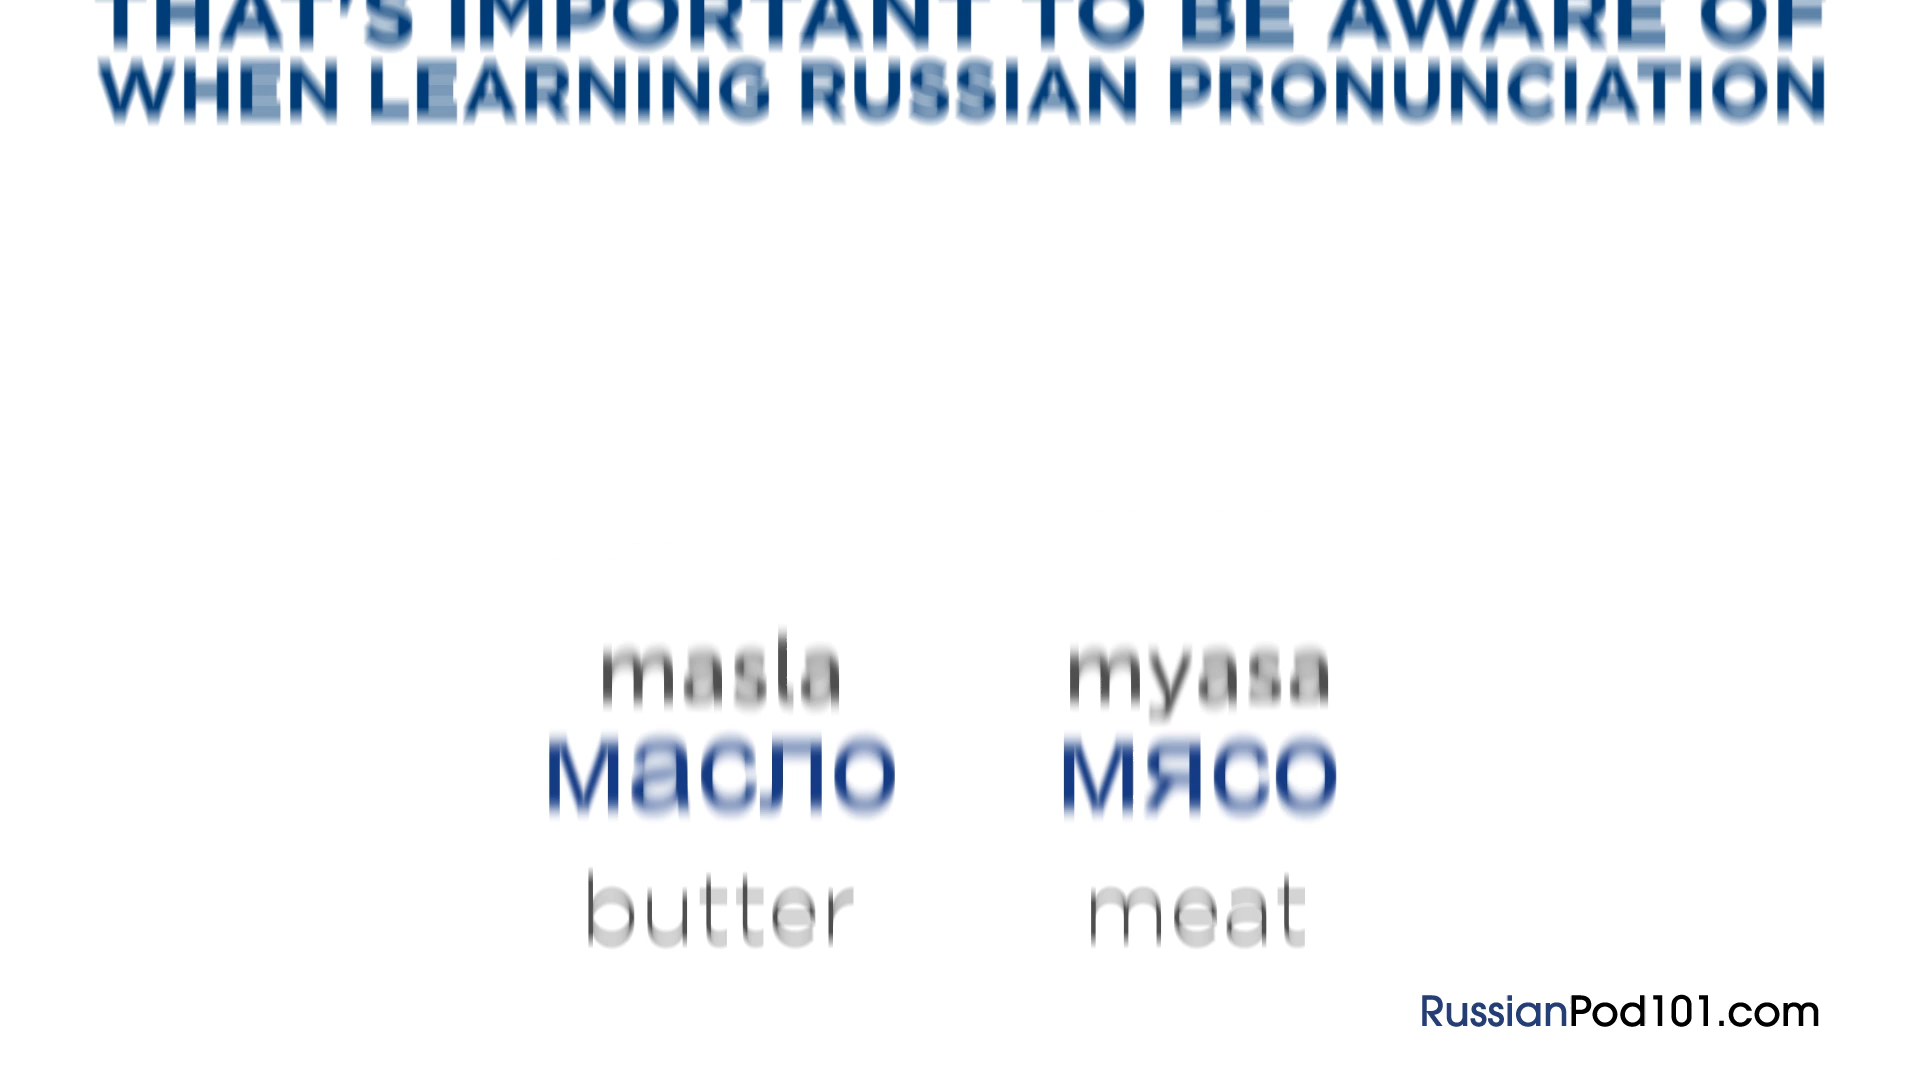 THAT'S IMPORTANT TO BE AWARE OF
WHEN LEARNING RUSSIAN PRONUNCIATION
masla myasa
масло мясо
butter meat
RussianPod101.com